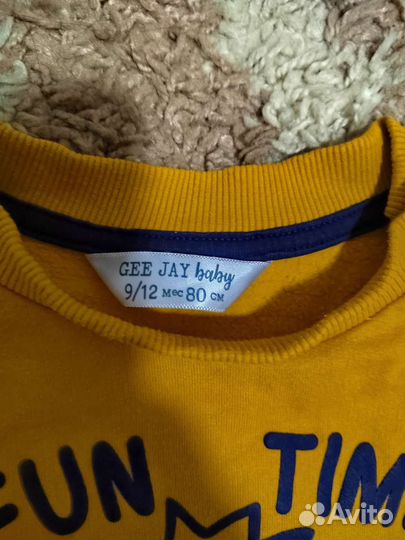 GEE JAY baby
9/12 мес 80 см
FUN TIM
Avito